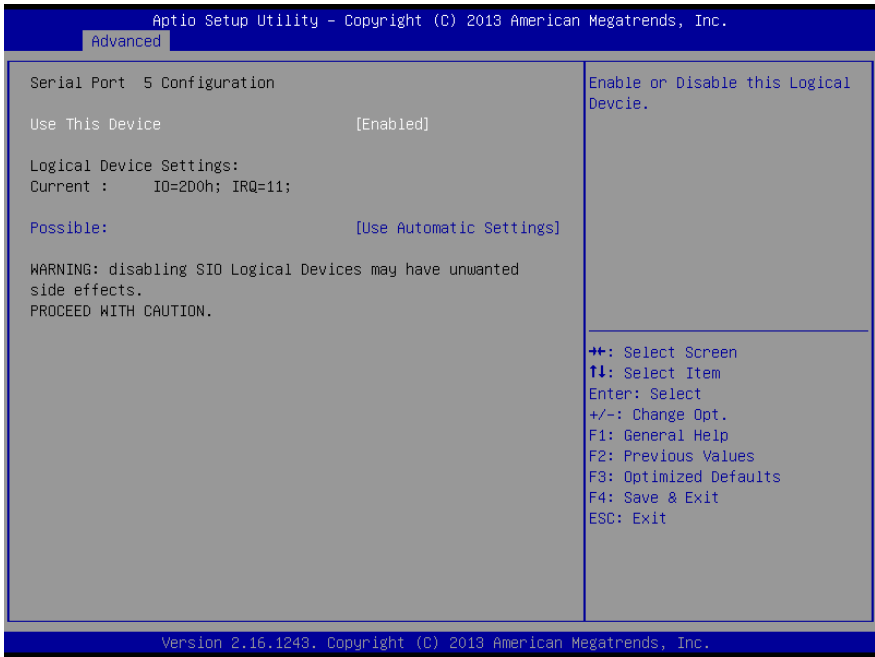 Aptio Setup Utility – Copyright (C) 2013 American Megatrends, Inc.
Advanced
Serial Port 5 Configuration
Use This Device [Enabled]
Logical Device Settings:
Current : IO=2D0h; IRQ=11;
Possible: [Use Automatic Settings]
WARNING: disabling SIO Logical Devices may have unwanted
side effects.
PROCEED WITH CAUTION.
Enable or Disable this Logical
Devcie.
→←: Select Screen
↑↓: Select Item
Enter: Select
+/-: Change Opt.
F1: General Help
F2: Previous Values
F3: Optimized Defaults
F4: Save & Exit
ESC: Exit
Version 2.16.1243. Copyright (C) 2013 American Megatrends, Inc.